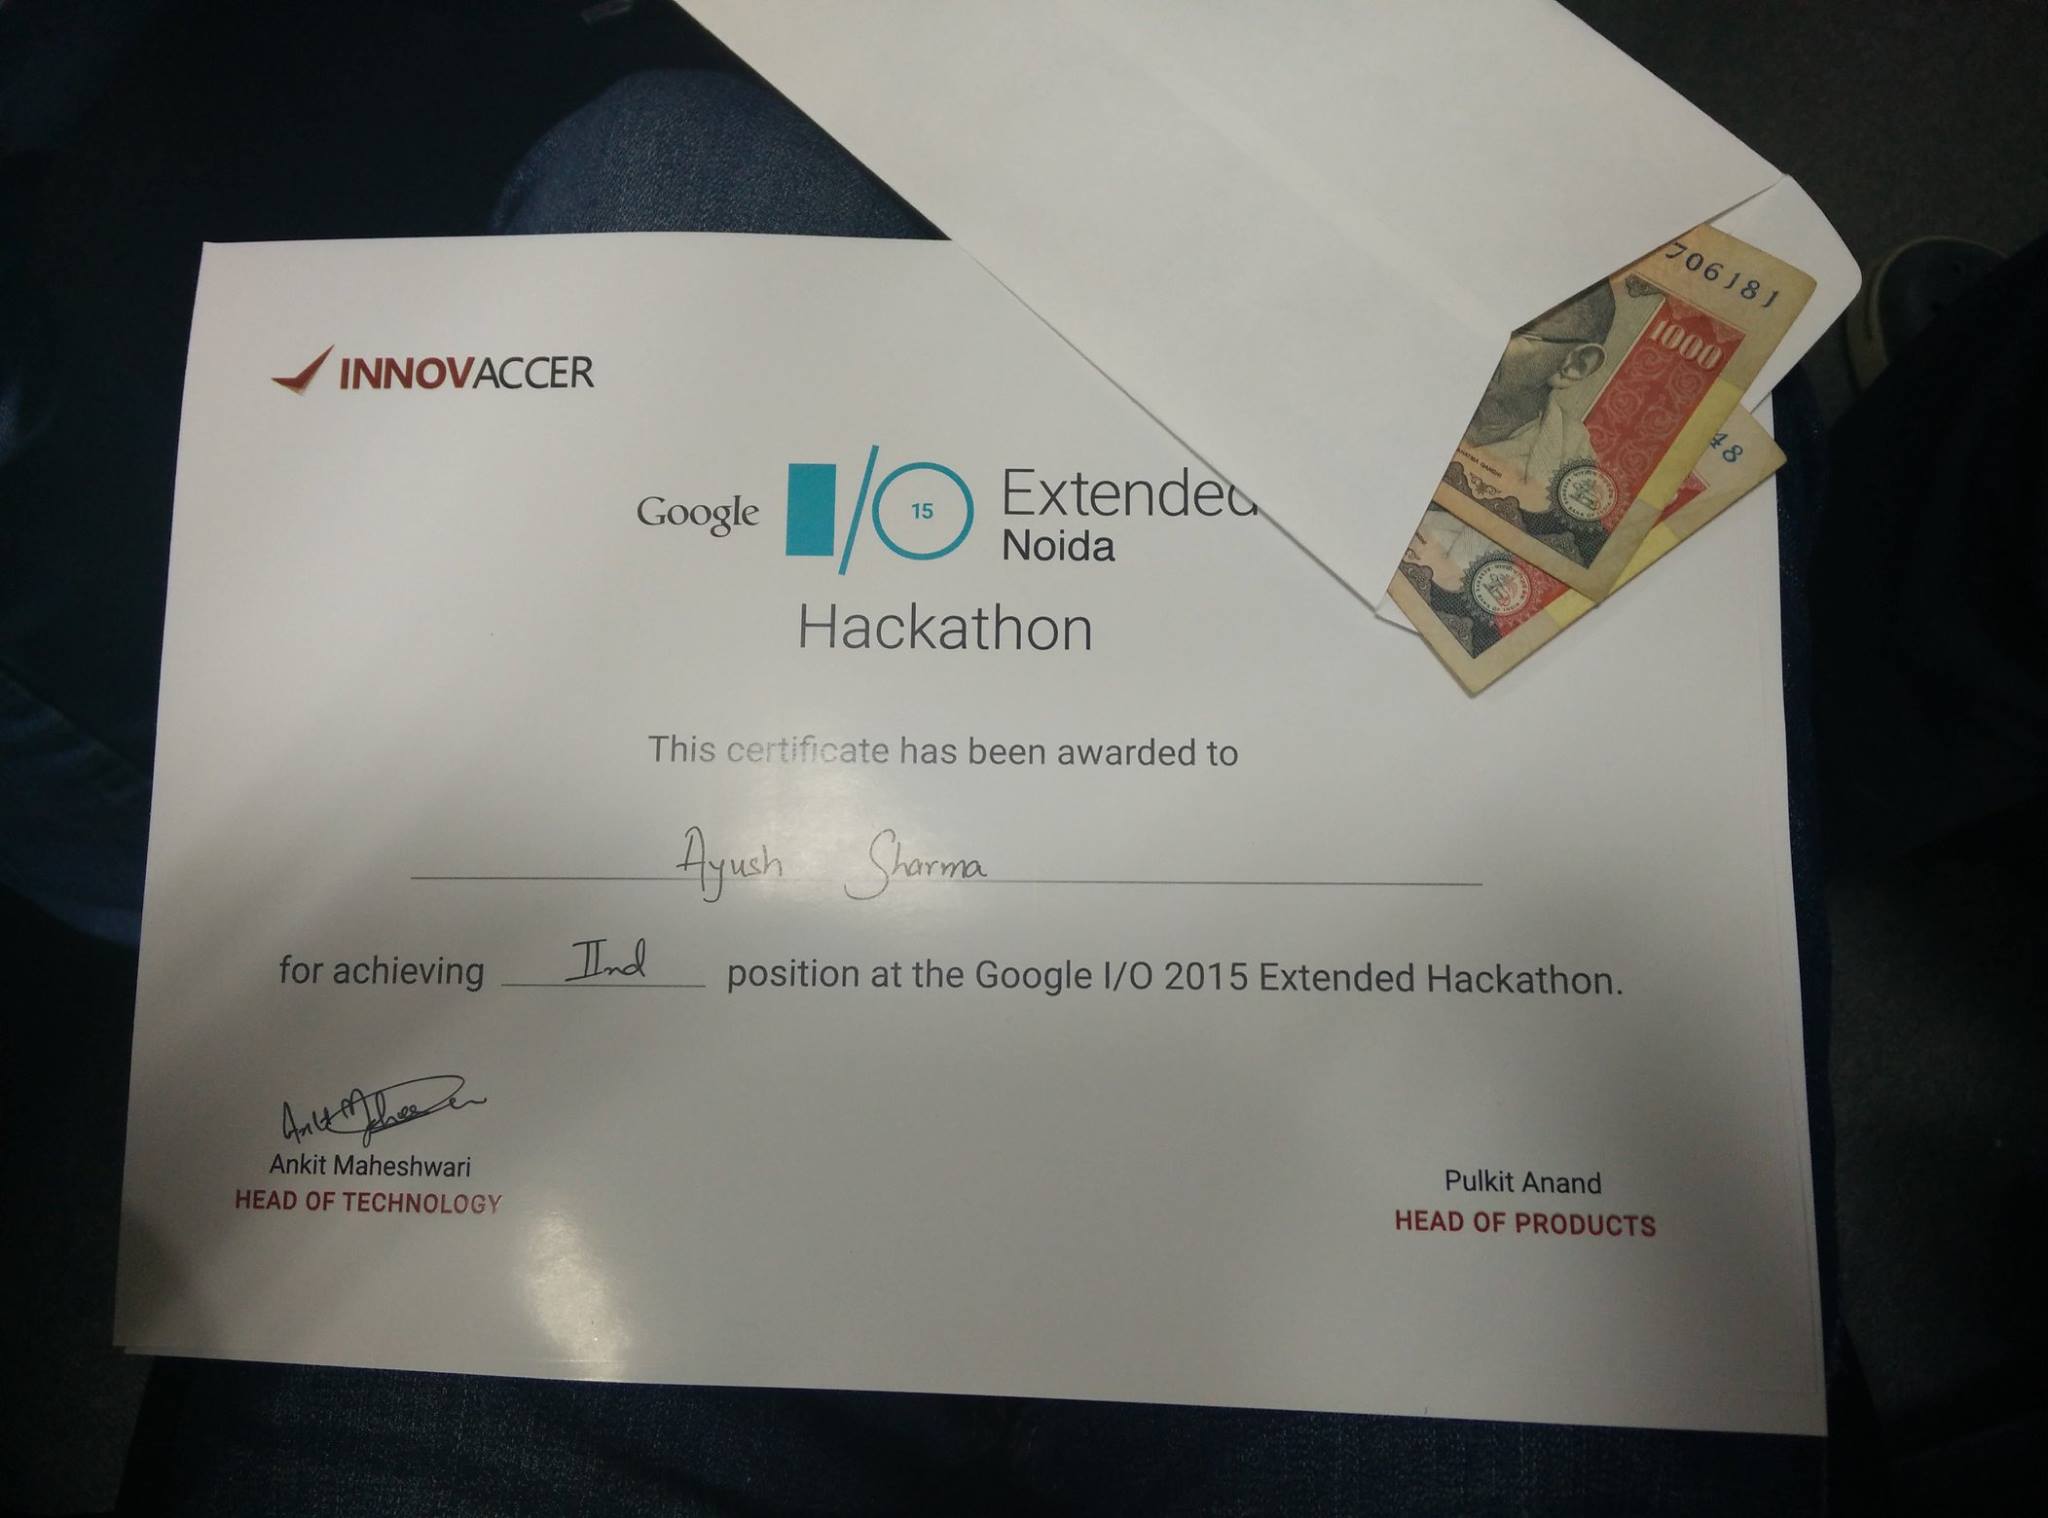 INNOVACCER
Google I/O 15 Extended
Noida
Hackathon
This certificate has been awarded to
Ayush Sharma
for achieving IInd position at the Google I/O 2015 Extended Hackathon.
Ankit Maheshwari
HEAD OF TECHNOLOGY
Pulkit Anand
HEAD OF PRODUCTS
706181
1000
48